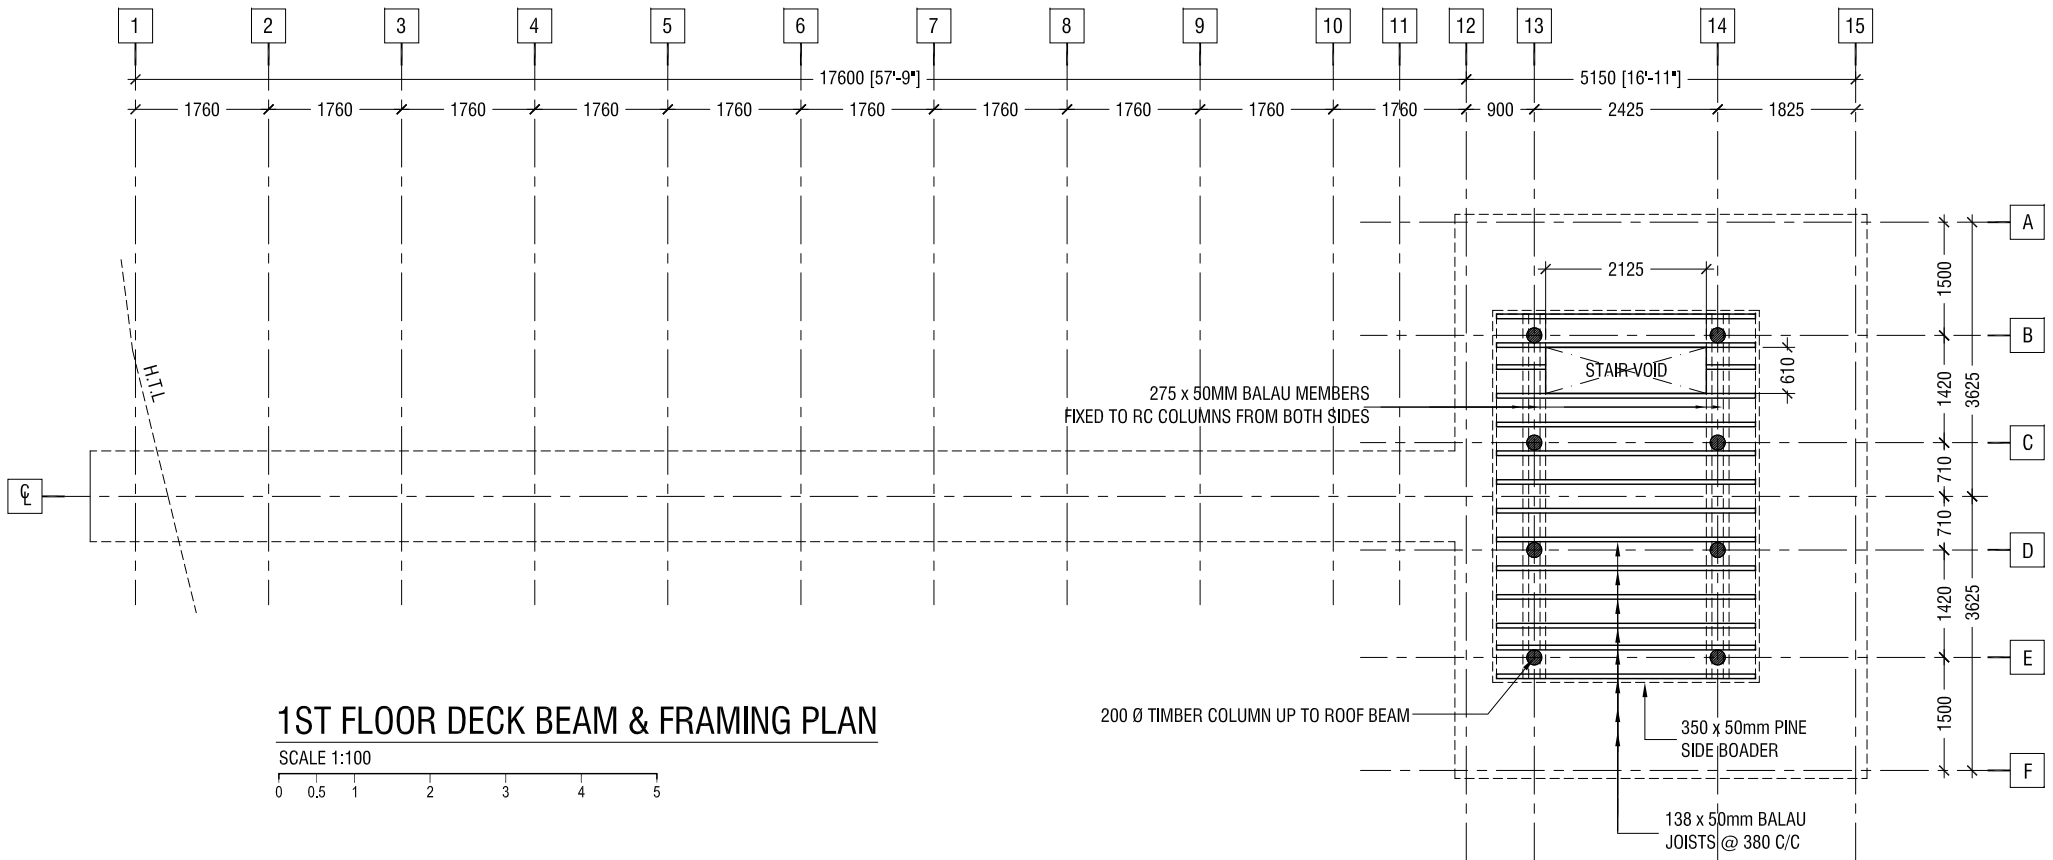 1 2 3 4 5 6 7 8 9 10 11 12 13 14 15
17600 [57'-9"] 5150 [16'-11"]
1760 1760 1760 1760 1760 1760 1760 1760 1760 1760 900 2425 1825
A
1500
2125
B
H.T.L
STAIR VOID
610
1420
3625
275 x 50MM BALAU MEMBERS
FIXED TO RC COLUMNS FROM BOTH SIDES
C
710
℄
710
D
1420
3625
E
200 Ø TIMBER COLUMN UP TO ROOF BEAM
1500
350 x 50mm PINE
SIDE BOADER
F
138 x 50mm BALAU
JOISTS @ 380 C/C
1ST FLOOR DECK BEAM & FRAMING PLAN
SCALE 1:100
0 0.5 1 2 3 4 5